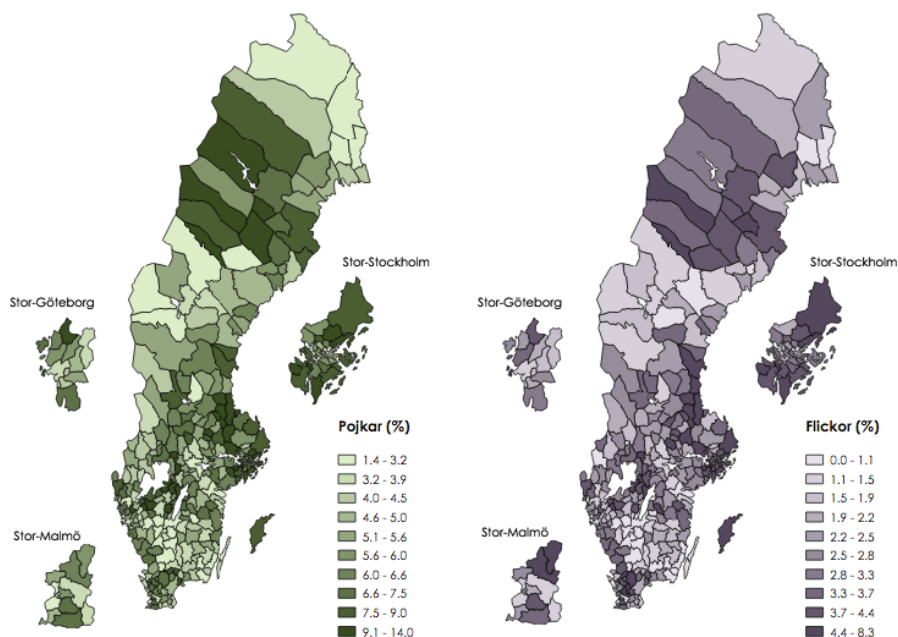 Stor-Stockholm
Stor-Göteborg
Pojkar (%)
1.4 - 3.2
3.2 - 3.9
4.0 - 4.5
4.6 - 5.0
5.1 - 5.6
5.6 - 6.0
6.0 - 6.6
6.6 - 7.5
7.5 - 9.0
9.1 - 14.0
Stor-Malmö
Stor-Stockholm
Stor-Göteborg
Flickor (%)
0.0 - 1.1
1.1 - 1.5
1.5 - 1.9
1.9 - 2.2
2.2 - 2.5
2.5 - 2.8
2.8 - 3.3
3.3 - 3.7
3.7 - 4.4
4.4 - 8.3
Stor-Malmö